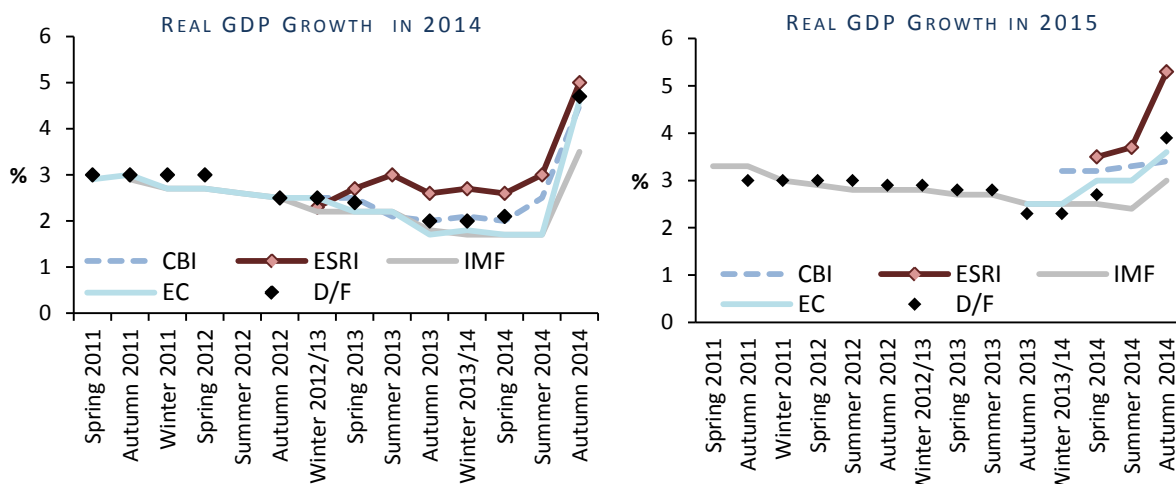 REAL GDP GROWTH IN 2014
6
5
4
3
2
1
0
%
CBI
ESRI
IMF
EC
D/F
Spring 2011
Autumn 2011
Winter 2011
Spring 2012
Summer 2012
Autumn 2012
Winter 2012/13
Spring 2013
Summer 2013
Autumn 2013
Winter 2013/14
Spring 2014
Summer 2014
Autumn 2014
REAL GDP GROWTH IN 2015
6
5
4
3
2
1
0
%
CBI
ESRI
IMF
EC
D/F
Spring 2011
Autumn 2011
Winter 2011
Spring 2012
Summer 2012
Autumn 2012
Winter 2012/13
Spring 2013
Summer 2013
Autumn 2013
Winter 2013/14
Spring 2014
Summer 2014
Autumn 2014